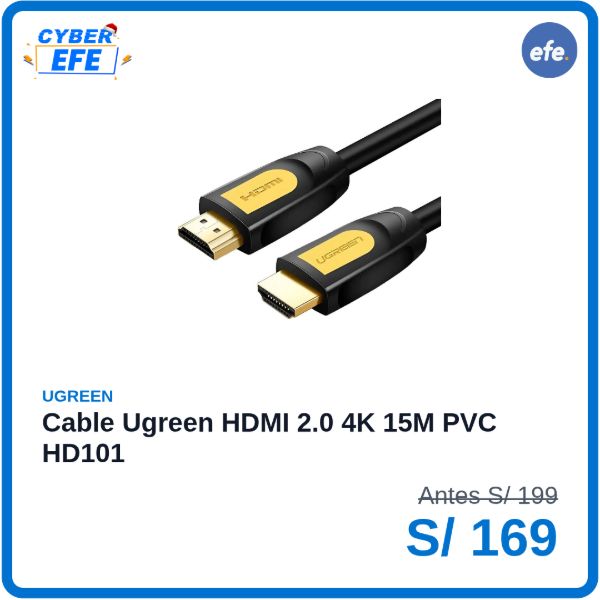 CYBER
EFE
efe.
HDMI
UGREEN
UGREEN
Cable Ugreen HDMI 2.0 4K 15M PVC
HD101
Antes S/ 199
S/ 169